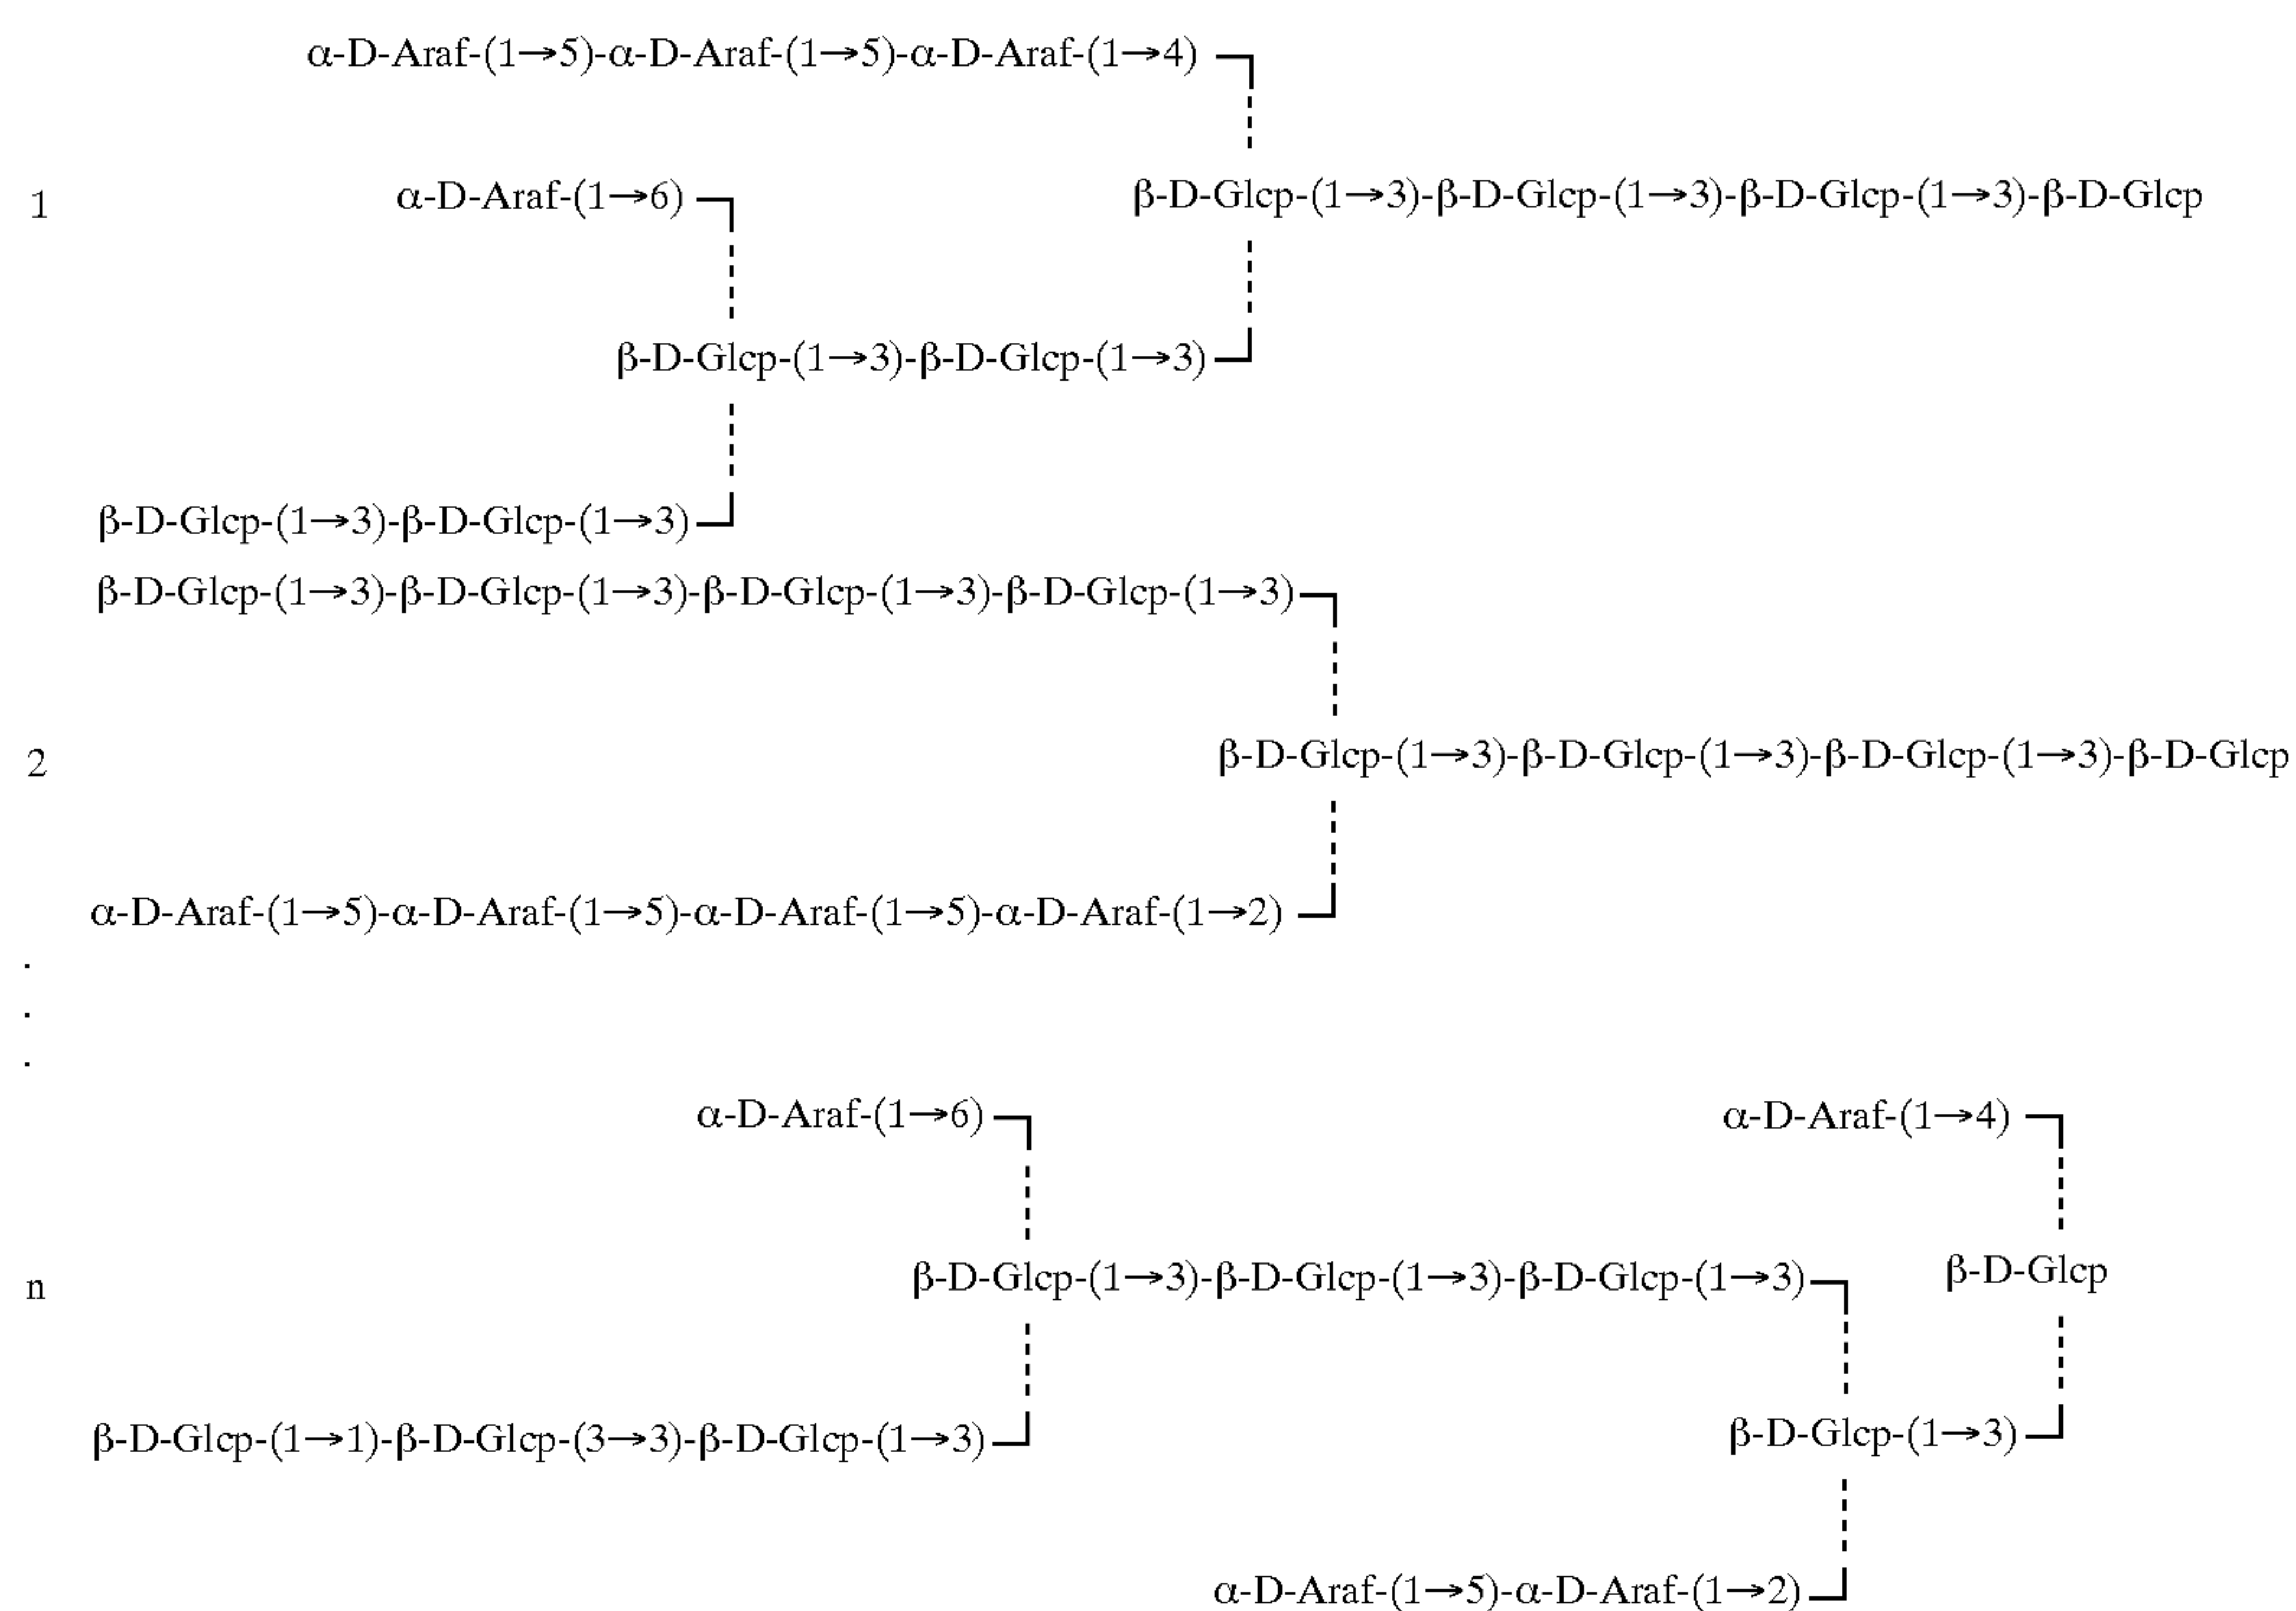 α-D-Araf-(1→5)-α-D-Araf-(1→5)-α-D-Araf-(1→4)
1
α-D-Araf-(1→6)
β-D-Glcp-(1→3)-β-D-Glcp-(1→3)-β-D-Glcp-(1→3)-β-D-Glcp
β-D-Glcp-(1→3)-β-D-Glcp-(1→3)
β-D-Glcp-(1→3)-β-D-Glcp-(1→3)
β-D-Glcp-(1→3)-β-D-Glcp-(1→3)-β-D-Glcp-(1→3)-β-D-Glcp-(1→3)
2
β-D-Glcp-(1→3)-β-D-Glcp-(1→3)-β-D-Glcp-(1→3)-β-D-Glcp
α-D-Araf-(1→5)-α-D-Araf-(1→5)-α-D-Araf-(1→5)-α-D-Araf-(1→2)
.
.
.
α-D-Araf-(1→6)
α-D-Araf-(1→4)
n
β-D-Glcp-(1→3)-β-D-Glcp-(1→3)-β-D-Glcp-(1→3)
β-D-Glcp
β-D-Glcp-(1→1)-β-D-Glcp-(3→3)-β-D-Glcp-(1→3)
β-D-Glcp-(1→3)
α-D-Araf-(1→5)-α-D-Araf-(1→2)